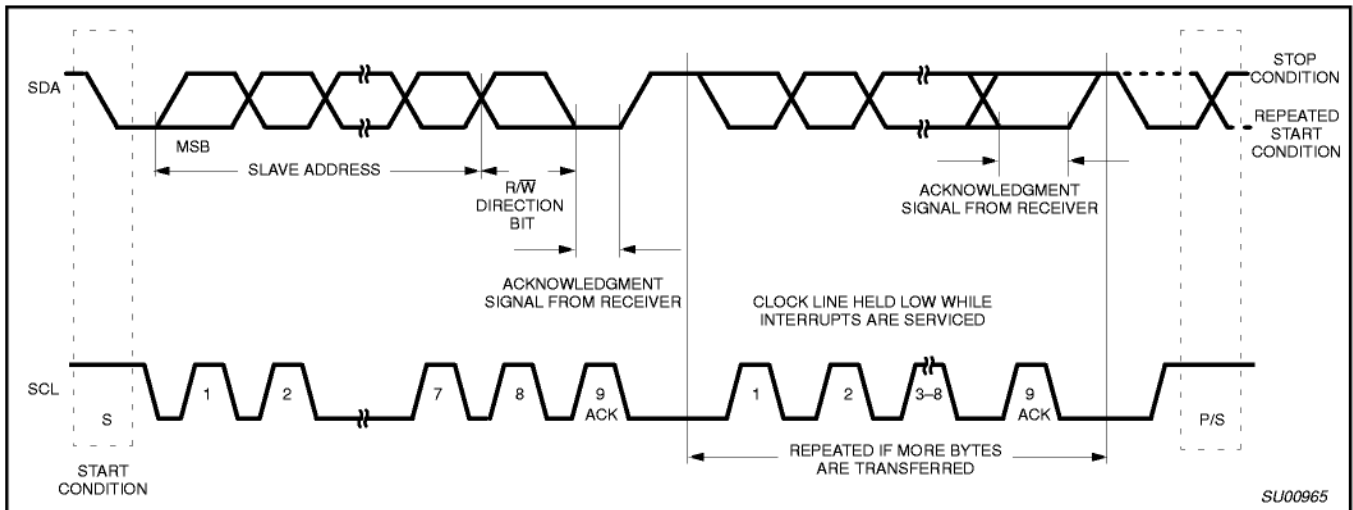 SDA
STOP
CONDITION
REPEATED
START
CONDITION
MSB
SLAVE ADDRESS
R/W̅
DIRECTION
BIT
ACKNOWLEDGMENT
SIGNAL FROM RECEIVER
ACKNOWLEDGMENT
SIGNAL FROM RECEIVER
CLOCK LINE HELD LOW WHILE
INTERRUPTS ARE SERVICED
SCL
S
1
2
7
8
9
ACK
1
2
3–8
9
ACK
P/S
START
CONDITION
REPEATED IF MORE BYTES
ARE TRANSFERRED
SU00965